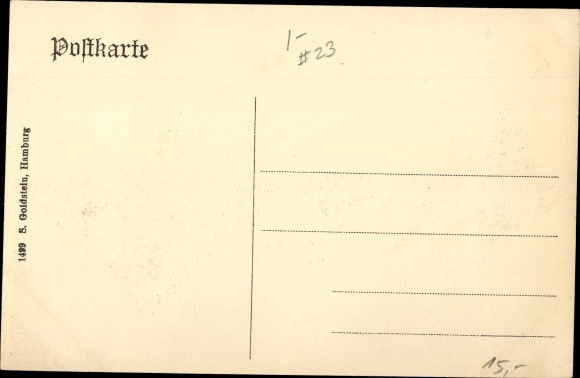 Postkarte
1-
#23
1499 S. Goldstein, Hamburg
15,-